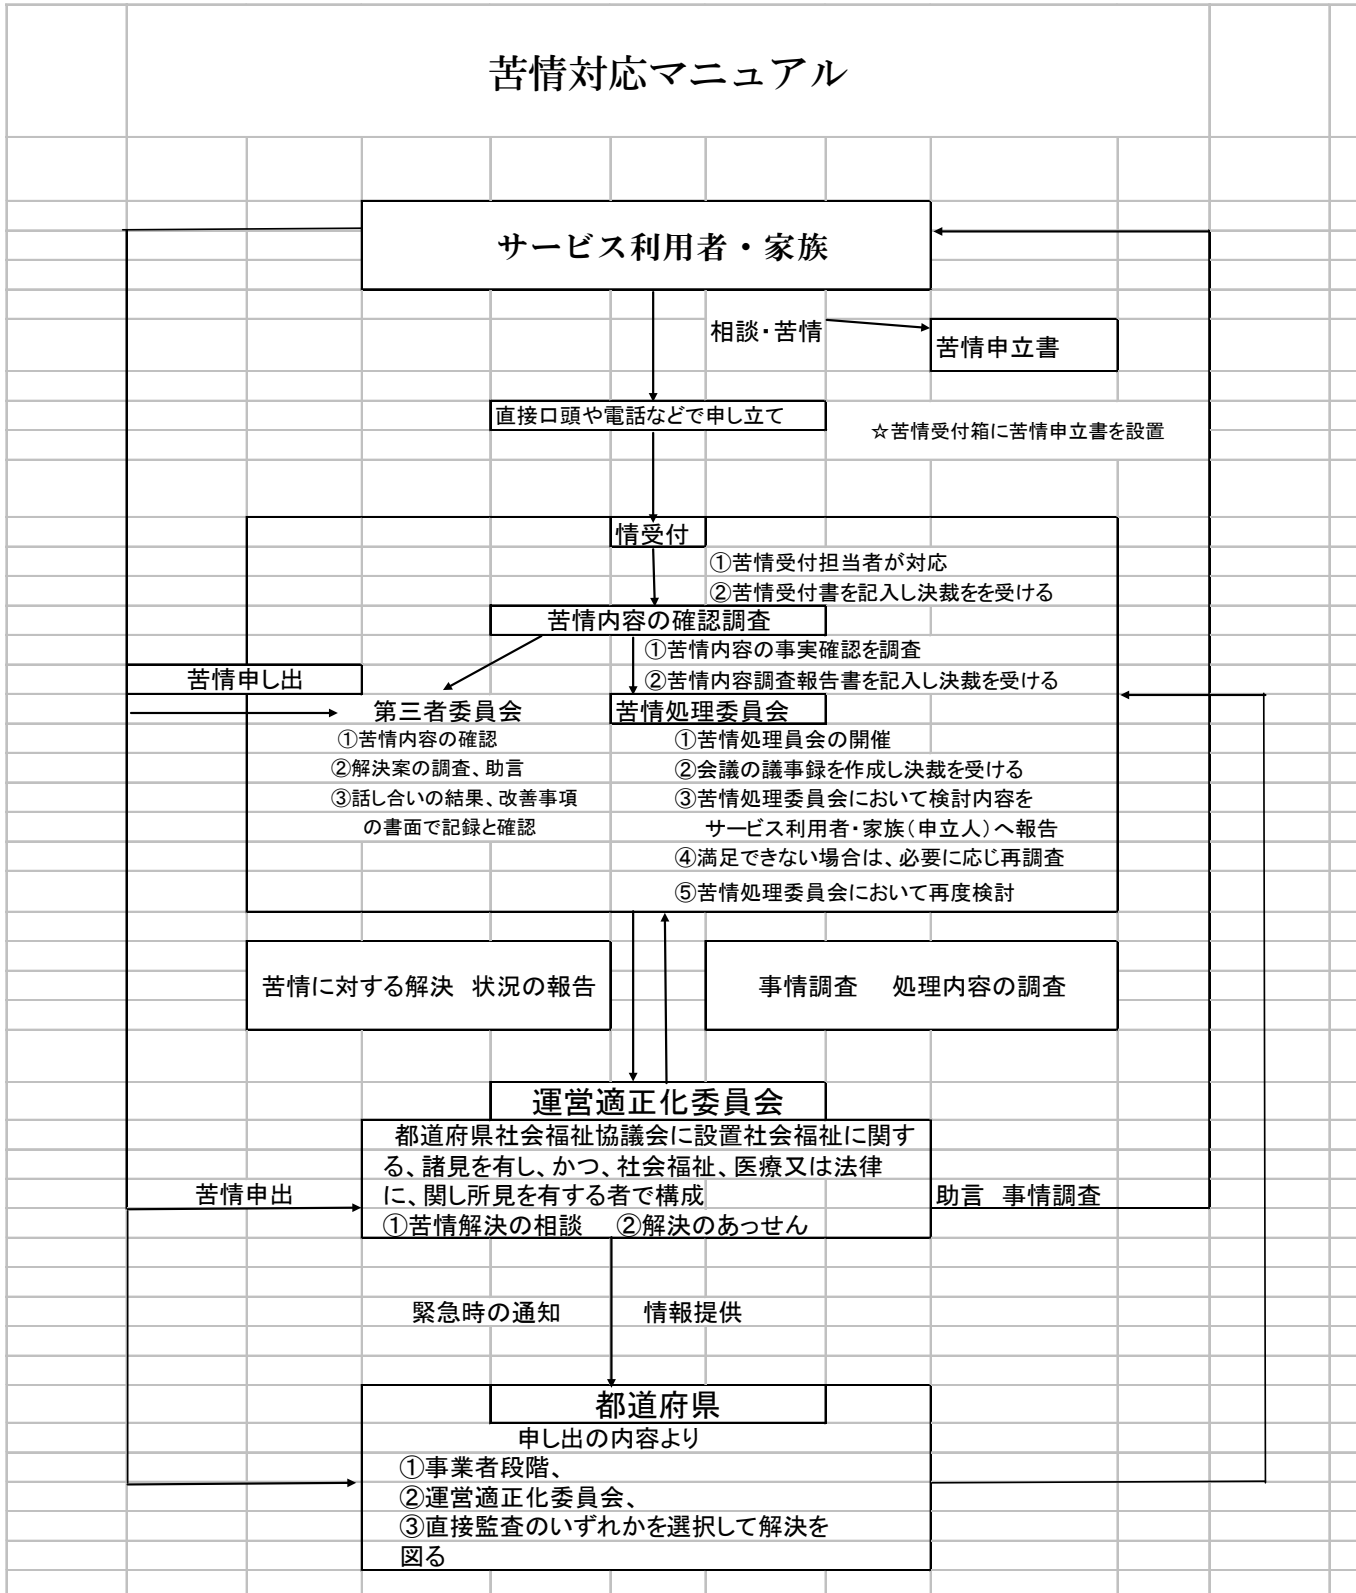 苦情対応マニュアル
サービス利用者・家族
相談・苦情
苦情申立書
直接口頭や電話などで申し立て
☆苦情受付箱に苦情申立書を設置
情受付
①苦情受付担当者が対応
②苦情受付書を記入し決裁をを受ける
苦情内容の確認調査
①苦情内容の事実確認を調査
②苦情内容調査報告書を記入し決裁を受ける
苦情申し出
第三者委員会
①苦情内容の確認
②解決案の調査、助言
③話し合いの結果、改善事項
の書面で記録と確認
苦情処理委員会
①苦情処理員会の開催
②会議の議事録を作成し決裁を受ける
③苦情処理委員会において検討内容を
サービス利用者・家族（申立人）へ報告
④満足できない場合は、必要に応じ再調査
⑤苦情処理委員会において再度検討
苦情に対する解決 状況の報告
事情調査 処理内容の調査
運営適正化委員会
都道府県社会福祉協議会に設置社会福祉に関す
る、諸見を有し、かつ、社会福祉、医療又は法律
に、関し所見を有する者で構成
①苦情解決の相談 ②解決のあっせん
苦情申出
助言 事情調査
緊急時の通知 情報提供
都道府県
申し出の内容より
①事業者段階、
②運営適正化委員会、
③直接監査のいずれかを選択して解決を
図る